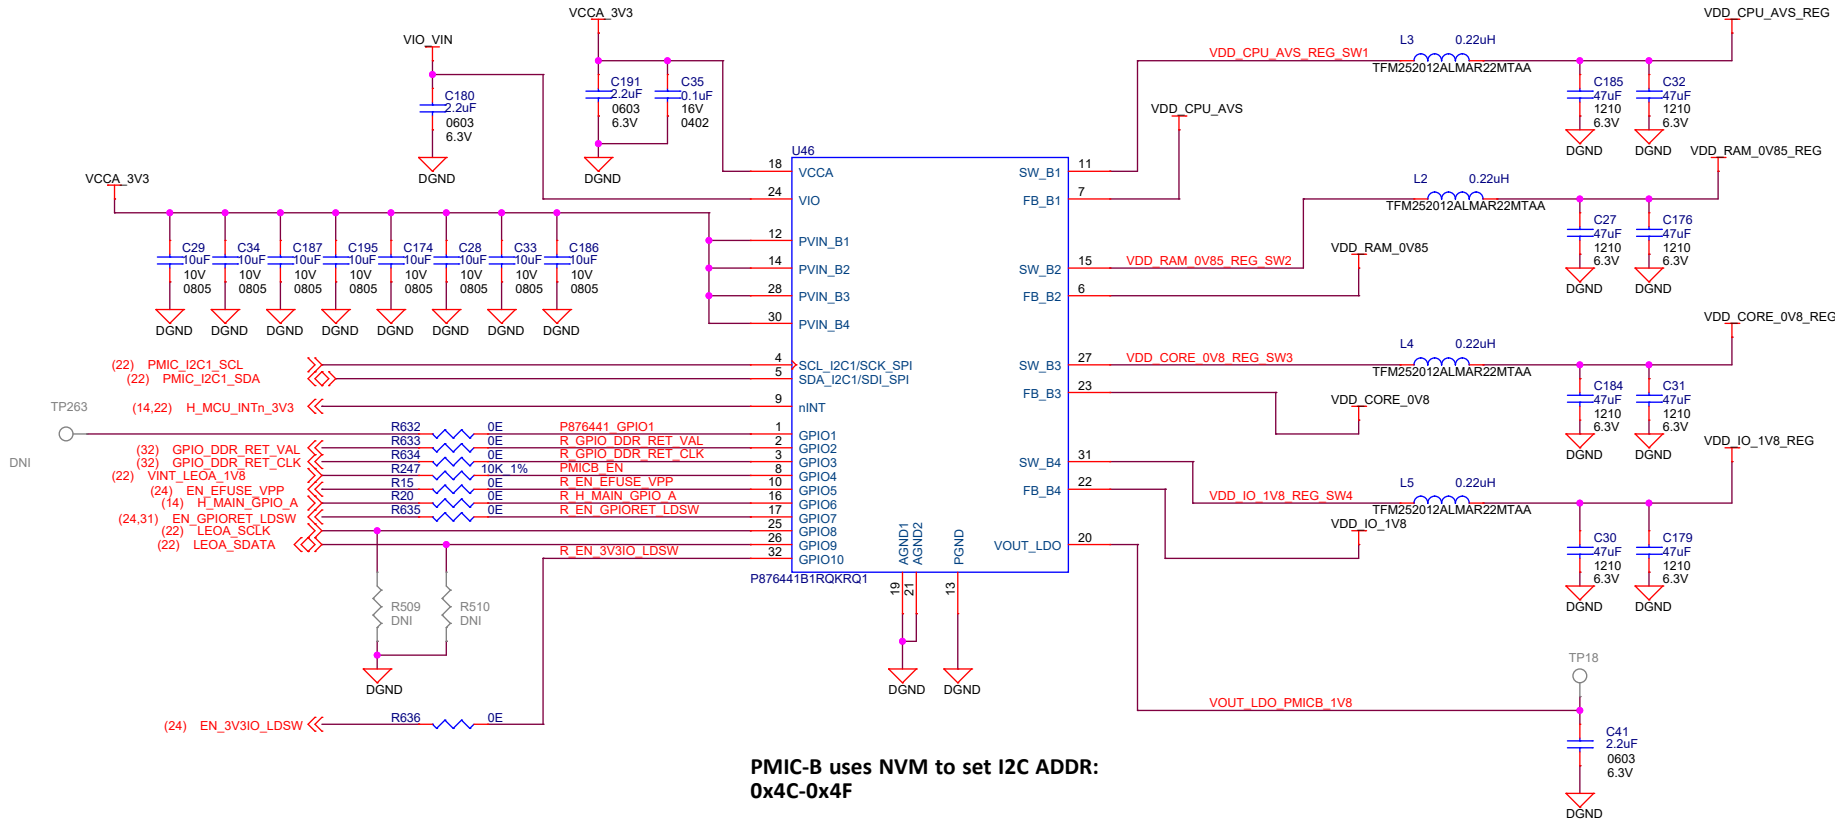 VCCA_3V3
VDD_CPU_AVS_REG
VIO_VIN
L3 0.22uH
VDD_CPU_AVS_REG_SW1
TFM252012ALMAR22MTAA
C180
2.2uF
0603
6.3V
C191
2.2uF
0603
6.3V
C35
0.1uF
16V
0402
C185
47uF
1210
6.3V
C32
47uF
1210
6.3V
VDD_CPU_AVS
DGND
DGND
DGND
DGND
U46
VDD_RAM_0V85_REG
VCCA_3V3
18 VCCA
24 VIO
12 PVIN_B1
14 PVIN_B2
28 PVIN_B3
30 PVIN_B4
4 SCL_I2C1/SCK_SPI
5 SDA_I2C1/SDI_SPI
9 nINT
1 GPIO1
2 GPIO2
3 GPIO3
8 GPIO4
10 GPIO5
16 GPIO6
17 GPIO7
25 GPIO8
26 GPIO9
32 GPIO10
SW_B1 11
FB_B1 7
SW_B2 15
FB_B2 6
SW_B3 27
FB_B3 23
SW_B4 31
FB_B4 22
VOUT_LDO 20
AGND1 19
AGND2 21
PGND 13
P876441B1RQKRQ1
L2 0.22uH
TFM252012ALMAR22MTAA
C27
47uF
1210
6.3V
C176
47uF
1210
6.3V
DGND
DGND
VDD_RAM_0V85
VDD_RAM_0V85_REG_SW2
C29
10uF
10V
0805
C34
10uF
10V
0805
C187
10uF
10V
0805
C195
10uF
10V
0805
C174
10uF
10V
0805
C28
10uF
10V
0805
C33
10uF
10V
0805
C186
10uF
10V
0805
DGND
DGND
DGND
DGND
DGND
DGND
DGND
DGND
VDD_CORE_0V8_REG
L4 0.22uH
VDD_CORE_0V8_REG_SW3
TFM252012ALMAR22MTAA
C184
47uF
1210
6.3V
C31
47uF
1210
6.3V
DGND
DGND
VDD_CORE_0V8
(22) PMIC_I2C1_SCL
(22) PMIC_I2C1_SDA
TP263
DNI
(14,22) H_MCU_INTn_3V3
R632 0E P876441_GPIO1
(32) GPIO_DDR_RET_VAL R633 0E R_GPIO_DDR_RET_VAL
(32) GPIO_DDR_RET_CLK R634 0E R_GPIO_DDR_RET_CLK
(22) VINT_LEOA_1V8 R247 10K_1% PMICB_EN
(24) EN_EFUSE_VPP R15 0E R_EN_EFUSE_VPP
(14) H_MAIN_GPIO_A R20 0E R_H_MAIN_GPIO_A
(24,31) EN_GPIORET_LDSW R635 0E R_EN_GPIORET_LDSW
(22) LEOA_SCLK
(22) LEOA_SDATA
R_EN_3V3IO_LDSW
VDD_IO_1V8_REG
L5 0.22uH
VDD_IO_1V8_REG_SW4
TFM252012ALMAR22MTAA
VDD_IO_1V8
C30
47uF
1210
6.3V
C179
47uF
1210
6.3V
DGND
DGND
R509
DNI
R510
DNI
DGND
DGND
DGND
TP18
(24) EN_3V3IO_LDSW R636 0E
VOUT_LDO_PMICB_1V8
C41
2.2uF
0603
6.3V
DGND
PMIC-B uses NVM to set I2C ADDR:
0x4C-0x4F